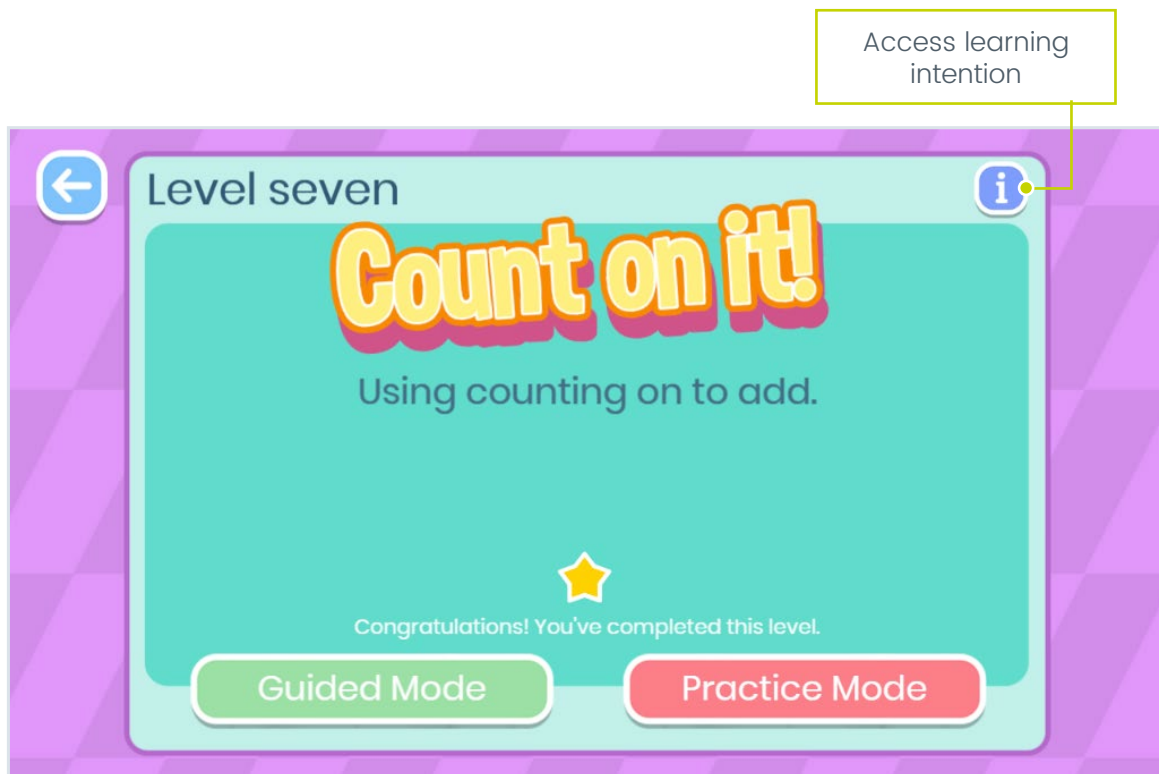 Access learning
intention
Level seven
i
Count on it!
Using counting on to add.
Congratulations! You've completed this level.
Guided Mode
Practice Mode